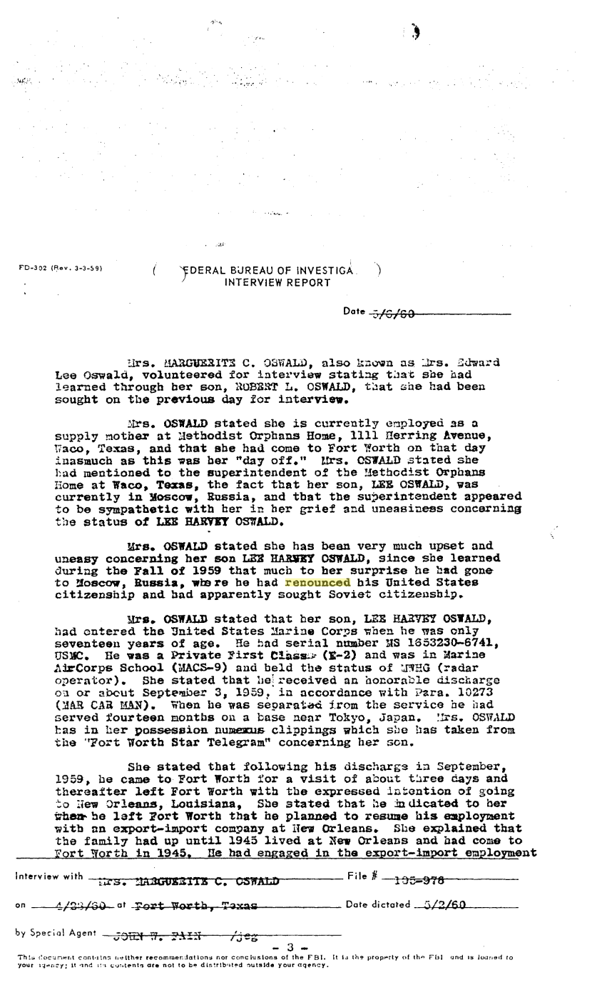 FD-302 (Rev. 3-3-59)
FEDERAL BUREAU OF INVESTIGA
INTERVIEW REPORT
Date 5/6/60
Mrs. MARGUERITE C. OSWALD, also known as Mrs. Edward
Lee Oswald, volunteered for interview stating that she had
learned through her son, ROBERT L. OSWALD, that she had been
sought on the previous day for interview.
Mrs. OSWALD stated she is currently employed as a
supply mother at Methodist Orphans Home, 1111 Herring Avenue,
Waco, Texas, and that she had come to Fort Worth on that day
inasmuch as this was her "day off." Mrs. OSWALD stated she
had mentioned to the superintendent of the Methodist Orphans
Home at Waco, Texas, the fact that her son, LEE OSWALD, was
currently in Moscow, Russia, and that the superintendent appeared
to be sympathetic with her in her grief and uneasiness concerning
the status of LEE HARVEY OSWALD.
Mrs. OSWALD stated she has been very much upset and
uneasy concerning her son LEE HARVEY OSWALD, since she learned
during the Fall of 1959 that much to her surprise he had gone
to Moscow, Russia, where he had renounced his United States
citizenship and had apparently sought Soviet citizenship.
Mrs. OSWALD stated that her son, LEE HARVEY OSWALD,
had entered the United States Marine Corps when he was only
seventeen years of age. He had serial number MS 1653230-6741,
USMC. He was a Private First Class (E-2) and was in Marine
AirCorps School (MACS-9) and held the status of MWHG (radar
operator). She stated that he received an honorable discharge
on or about September 3, 1959, in accordance with Para. 10273
(MAR CAR MAN). When he was separated from the service he had
served fourteen months on a base near Tokyo, Japan. Mrs. OSWALD
has in her possession numexus clippings which she has taken from
the "Fort Worth Star Telegram" concerning her son.
She stated that following his discharge in September,
1959, he came to Fort Worth for a visit of about three days and
thereafter left Fort Worth with the expressed intention of going
to New Orleans, Louisiana, She stated that he indicated to her
when he left Fort Worth that he planned to resume his employment
with an export-import company at New Orleans. She explained that
the family had up until 1945 lived at New Orleans and had come to
Fort Worth in 1945. He had engaged in the export-import employment
Interview with Mrs. MARGUERITE C. OSWALD File # 105-976
on 4/28/60 at Fort Worth, Texas Date dictated 5/2/60
by Special Agent JOHN W. FAIN /jeg
- 3 -
This document contains neither recommendations nor conclusions of the FBI. It is the property of the FBI and is loaned to
your agency; it and its contents are not to be distributed outside your agency.